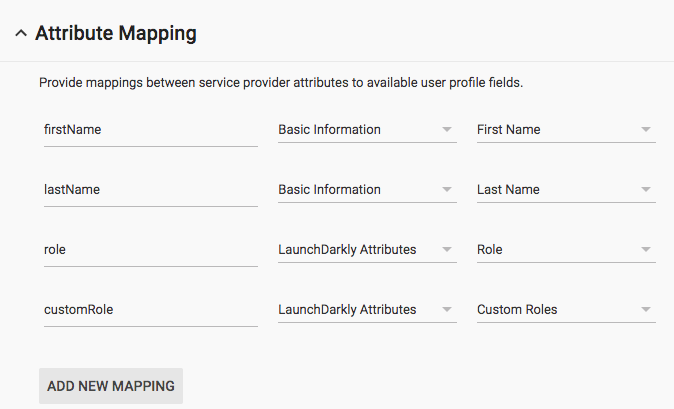 Attribute Mapping
Provide mappings between service provider attributes to available user profile fields.
firstName Basic Information First Name
lastName Basic Information Last Name
role LaunchDarkly Attributes Role
customRole LaunchDarkly Attributes Custom Roles
ADD NEW MAPPING